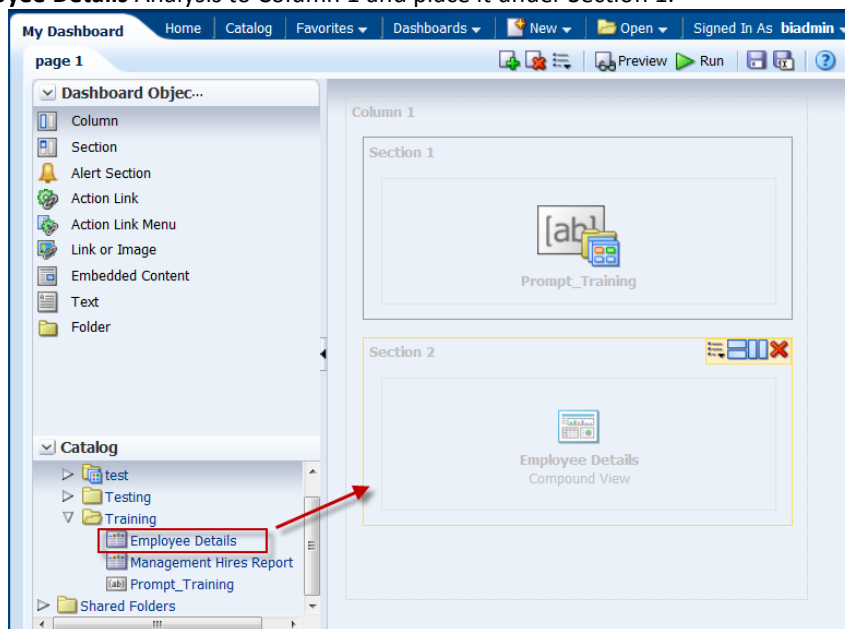 yee Details Analysis to Column 1 and place it under Section 1.
My Dashboard Home Catalog Favorites Dashboards New Open Signed In As biadmin
page 1 Preview Run
Dashboard Objec...
Column
Section
Alert Section
Action Link
Action Link Menu
Link or Image
Embedded Content
Text
Folder
Catalog
test
Testing
Training
Employee Details
Management Hires Report
[ab] Prompt_Training
Shared Folders
Column 1
Section 1
[ab]
Prompt_Training
Section 2
Employee Details
Compound View